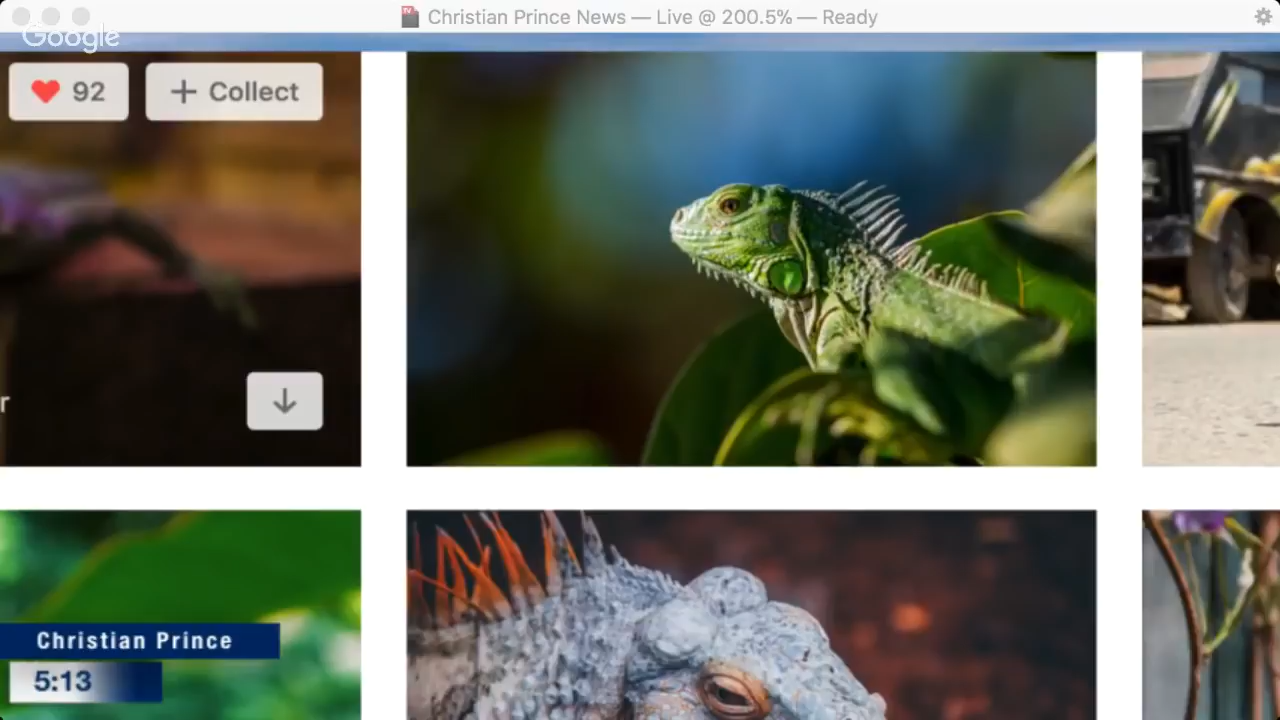 Christian Prince News — Live @ 200.5% — Ready
Google
92
Collect
r
Christian Prince
5:13